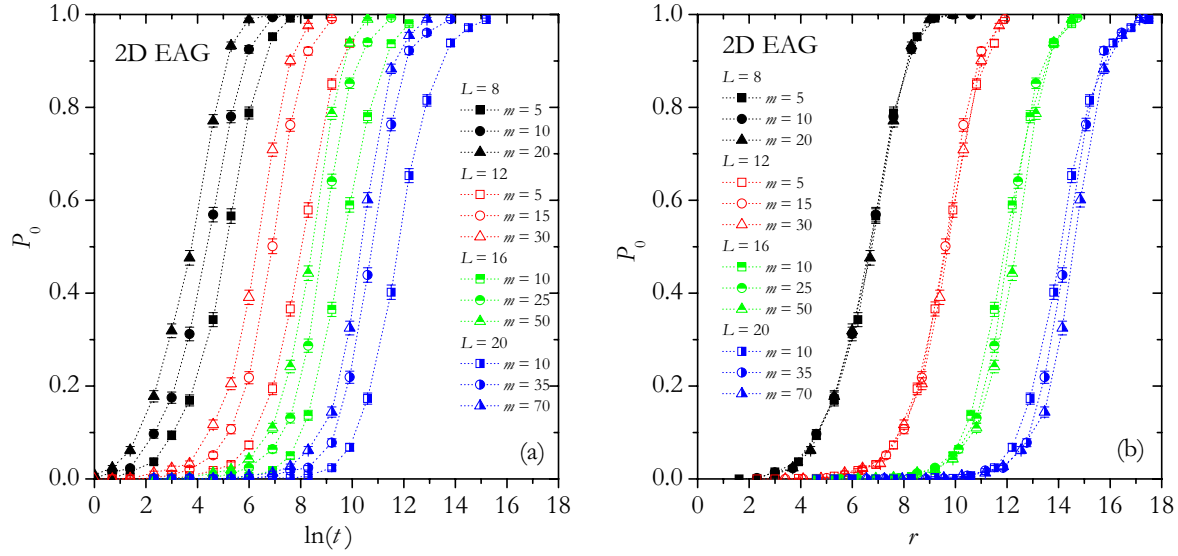 2D EAG
L = 8
m = 5
m = 10
m = 20
L = 12
m = 5
m = 15
m = 30
L = 16
m = 10
m = 25
m = 50
L = 20
m = 10
m = 35
m = 70
(a)
P₀
1.0
0.8
0.6
0.4
0.2
0.0
0 2 4 6 8 10 12 14 16 18
ln(t)
2D EAG
L = 8
m = 5
m = 10
m = 20
L = 12
m = 5
m = 15
m = 30
L = 16
m = 10
m = 25
m = 50
L = 20
m = 10
m = 35
m = 70
(b)
P₀
1.0
0.8
0.6
0.4
0.2
0.0
0 2 4 6 8 10 12 14 16 18
r